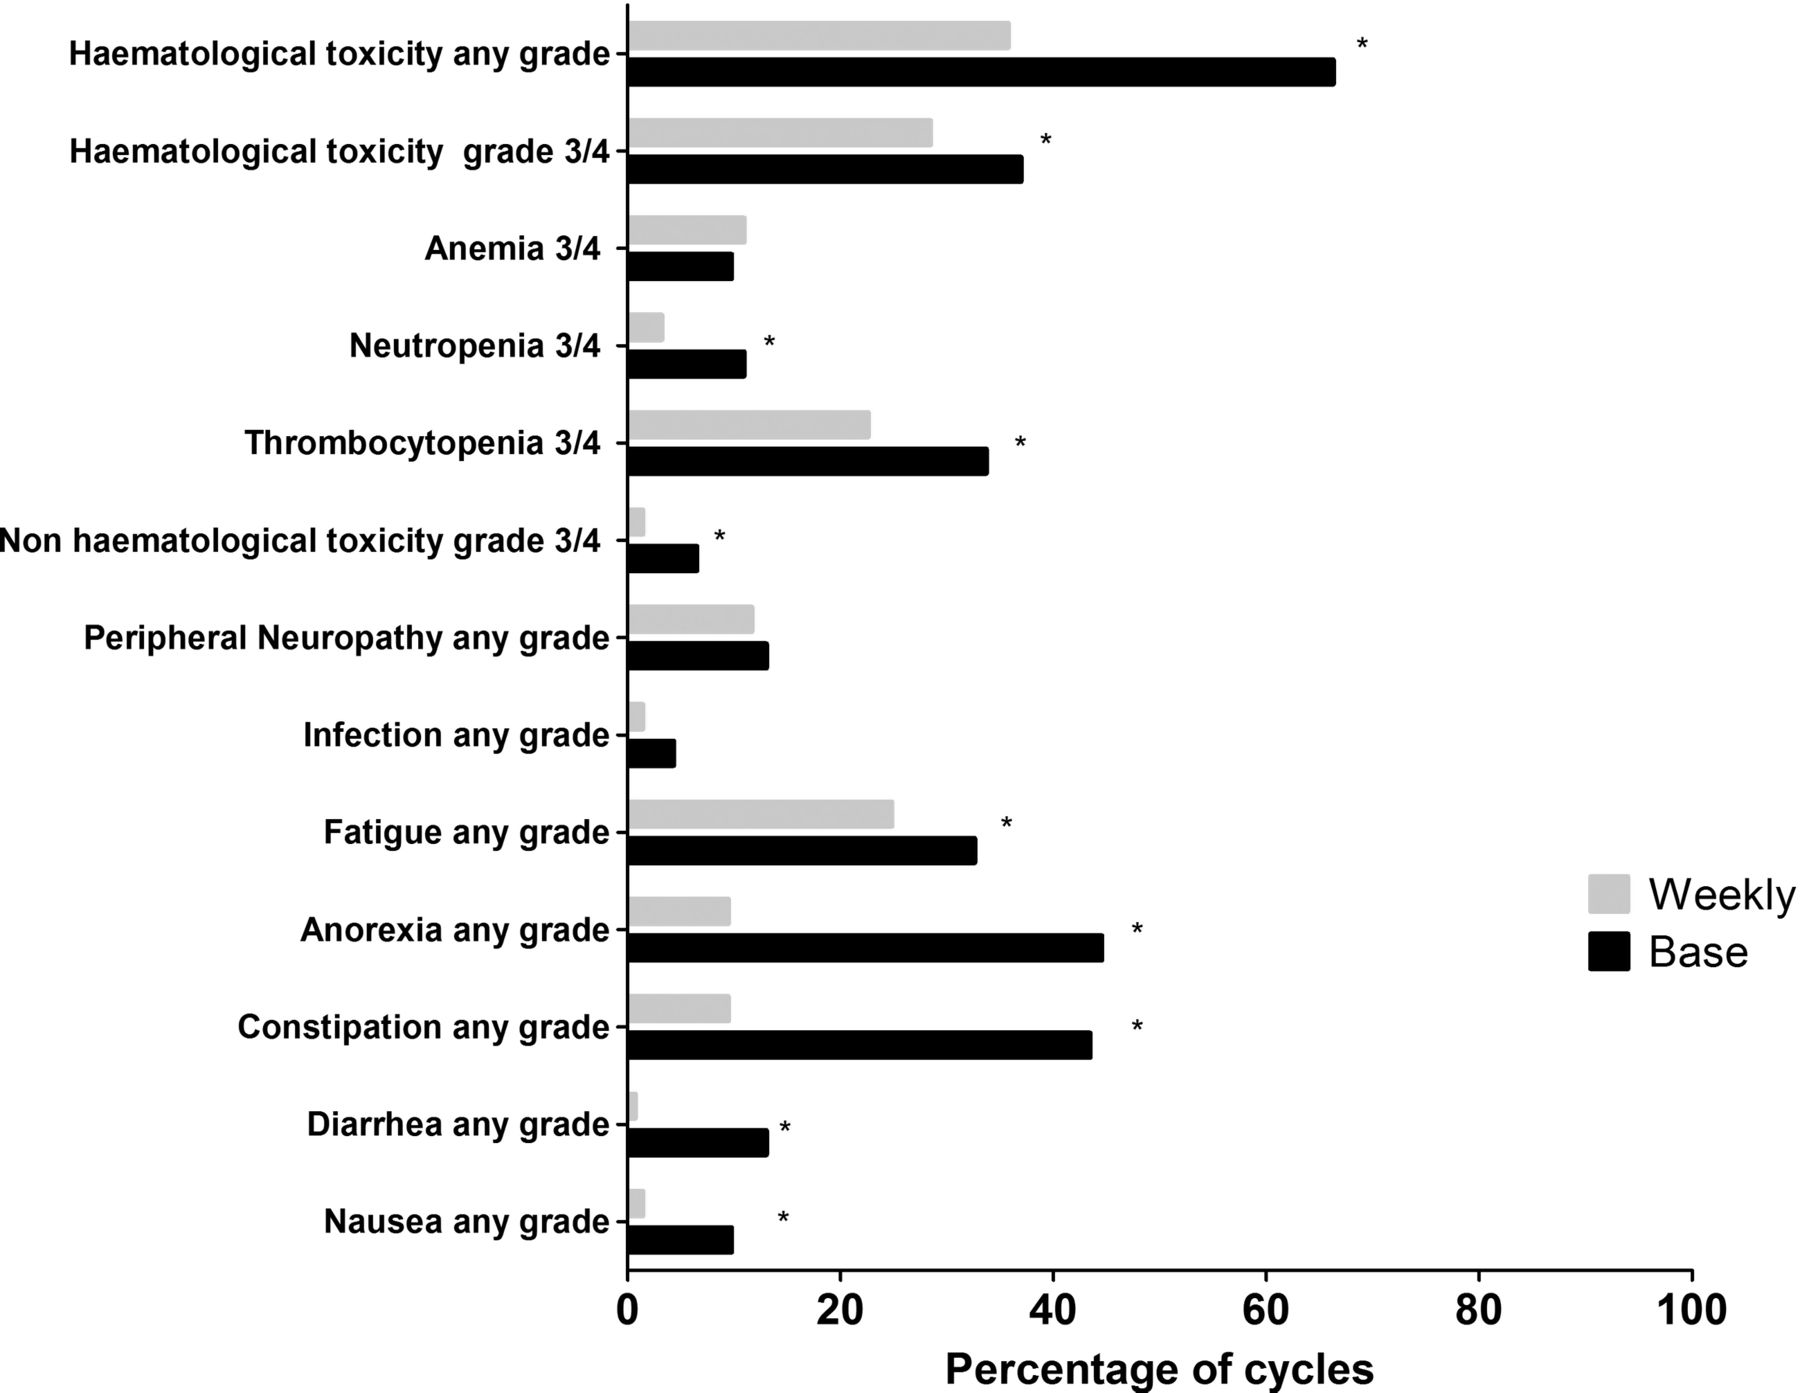 Haematological toxicity any grade
*
Haematological toxicity  grade 3/4
*
Anemia 3/4
Neutropenia 3/4
*
Thrombocytopenia 3/4
*
Non haematological toxicity grade 3/4
*
Peripheral Neuropathy any grade
Infection any grade
Fatigue any grade
*
Anorexia any grade
*
Constipation any grade
*
Diarrhea any grade
*
Nausea any grade
*
Weekly
Base
0 20 40 60 80 100
Percentage of cycles